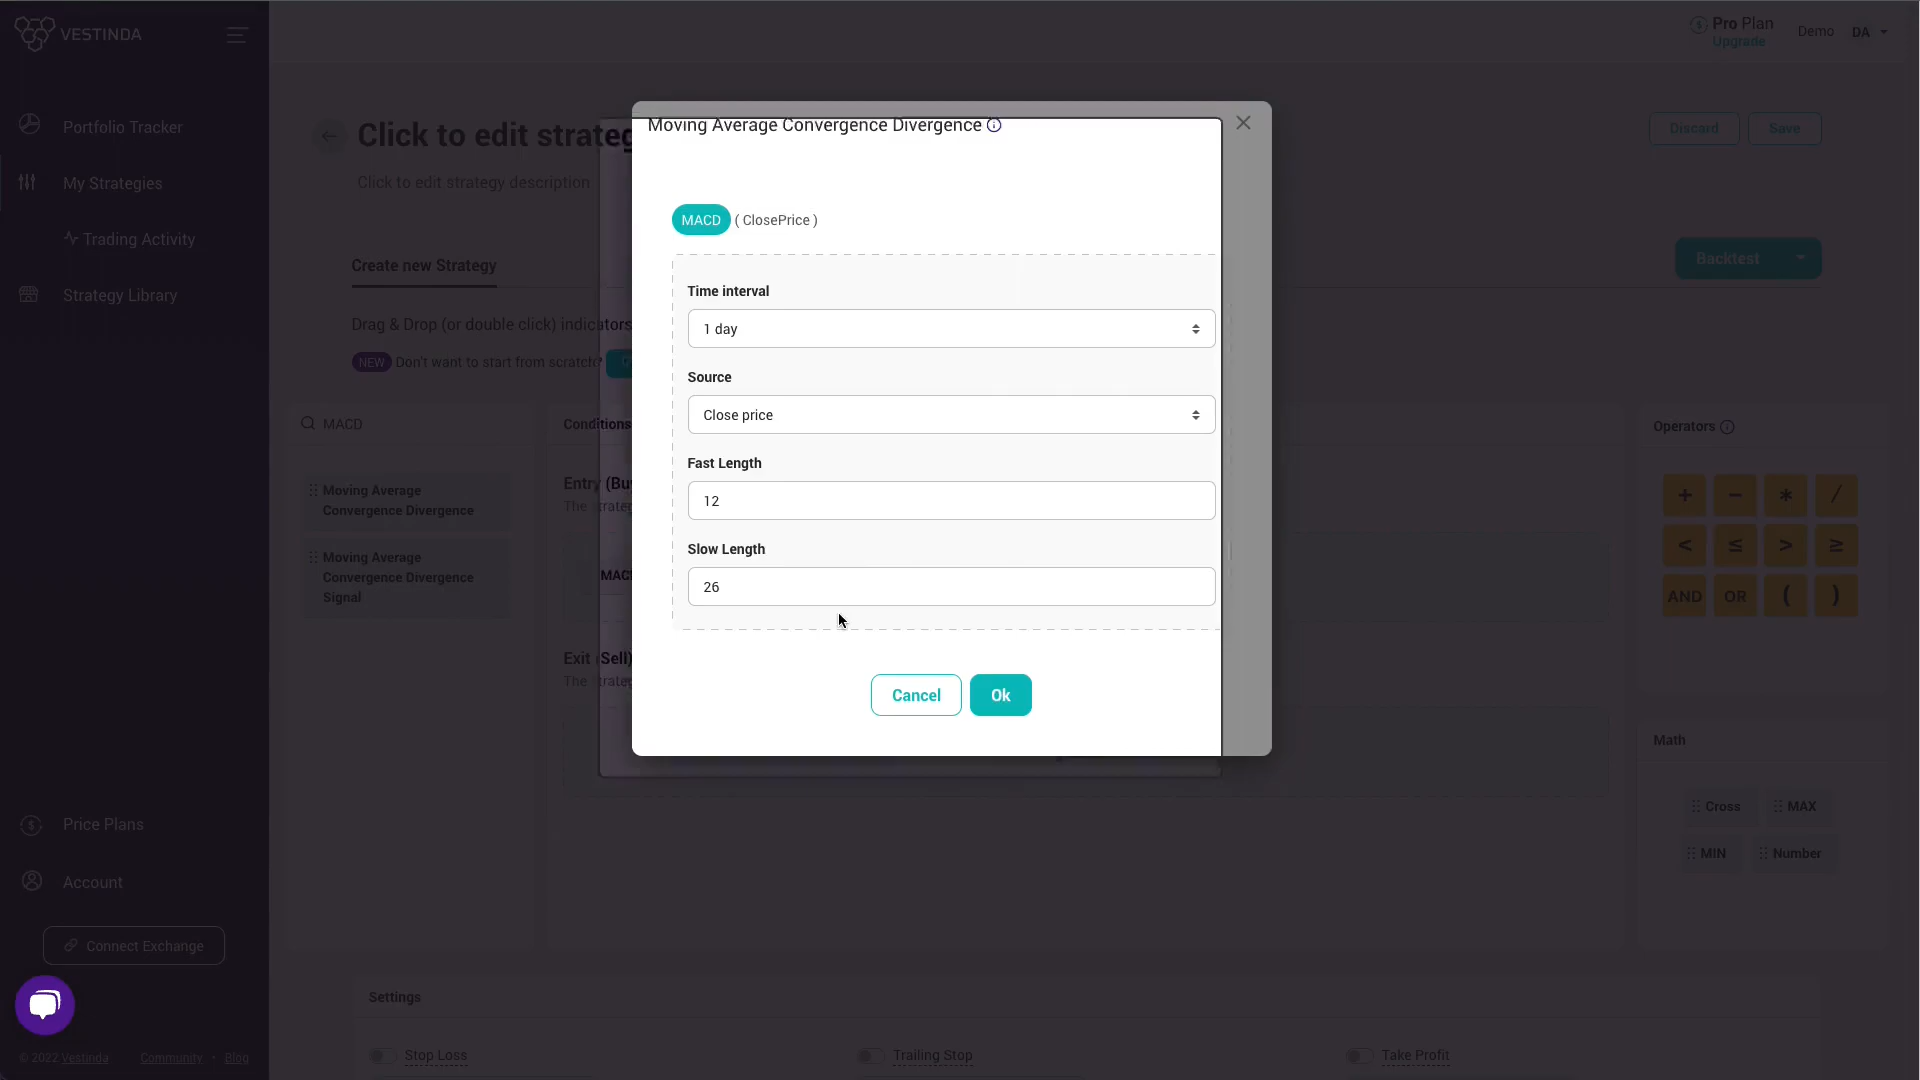 VESTINDA
Pro Plan
Upgrade
Demo DA
Portfolio Tracker
My Strategies
Trading Activity
Strategy Library
Price Plans
Account
Connect Exchange
© 2022 Vestinda Community • Blog
Click to edit strateg
Click to edit strategy description
Discard Save
Create new Strategy
Backtest
Drag & Drop (or double click) indicators
NEW Don't want to start from scratch
MACD
Moving Average
Convergence Divergence
Moving Average
Convergence Divergence
Signal
Conditions
Entry (Bu
The strateg
MAC
Exit (Sell)
The strateg
Moving Average Convergence Divergence
MACD ( ClosePrice )
Time interval
1 day
Source
Close price
Fast Length
12
Slow Length
26
Cancel Ok
Operators
+ − * /
< ≤ > ≥
AND OR ( )
Math
Cross MAX
MIN Number
Settings
Stop Loss Trailing Stop Take Profit